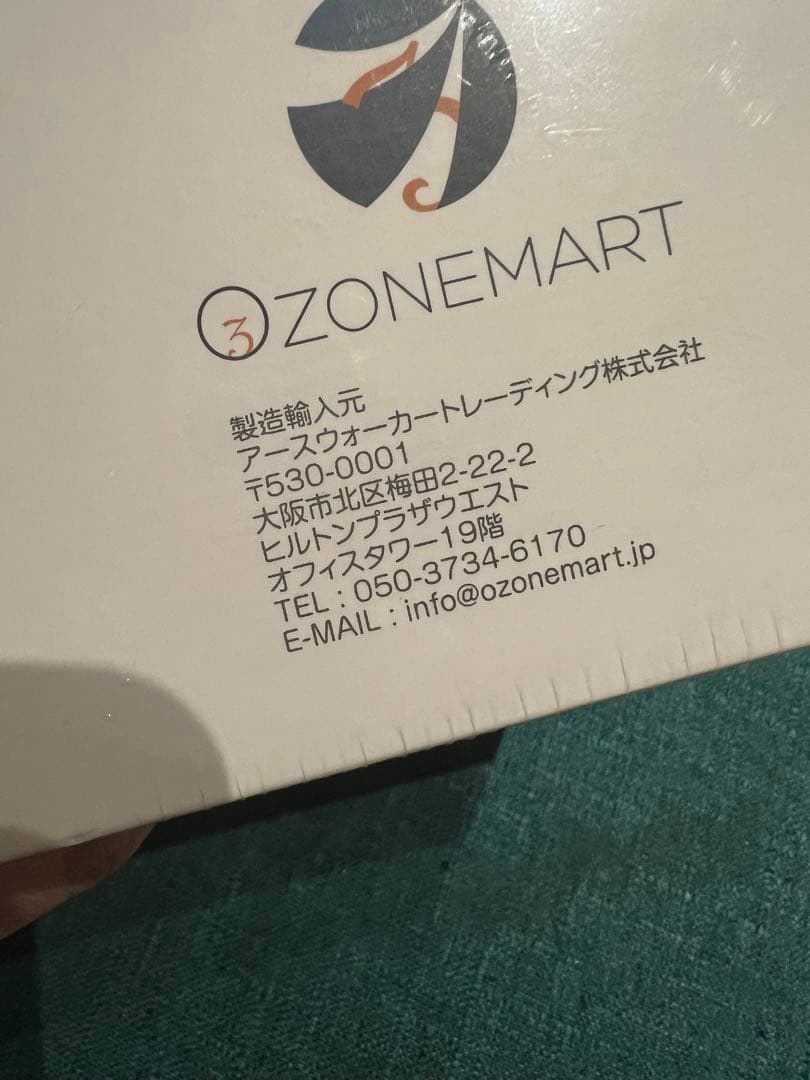 O3ZONEMART
製造輸入元
アースウォーカートレーディング株式会社
〒530-0001
大阪市北区梅田2-22-2
ヒルトンプラザウエスト
オフィスタワー19階
TEL : 050-3734-6170
E-MAIL : info@ozonemart.jp